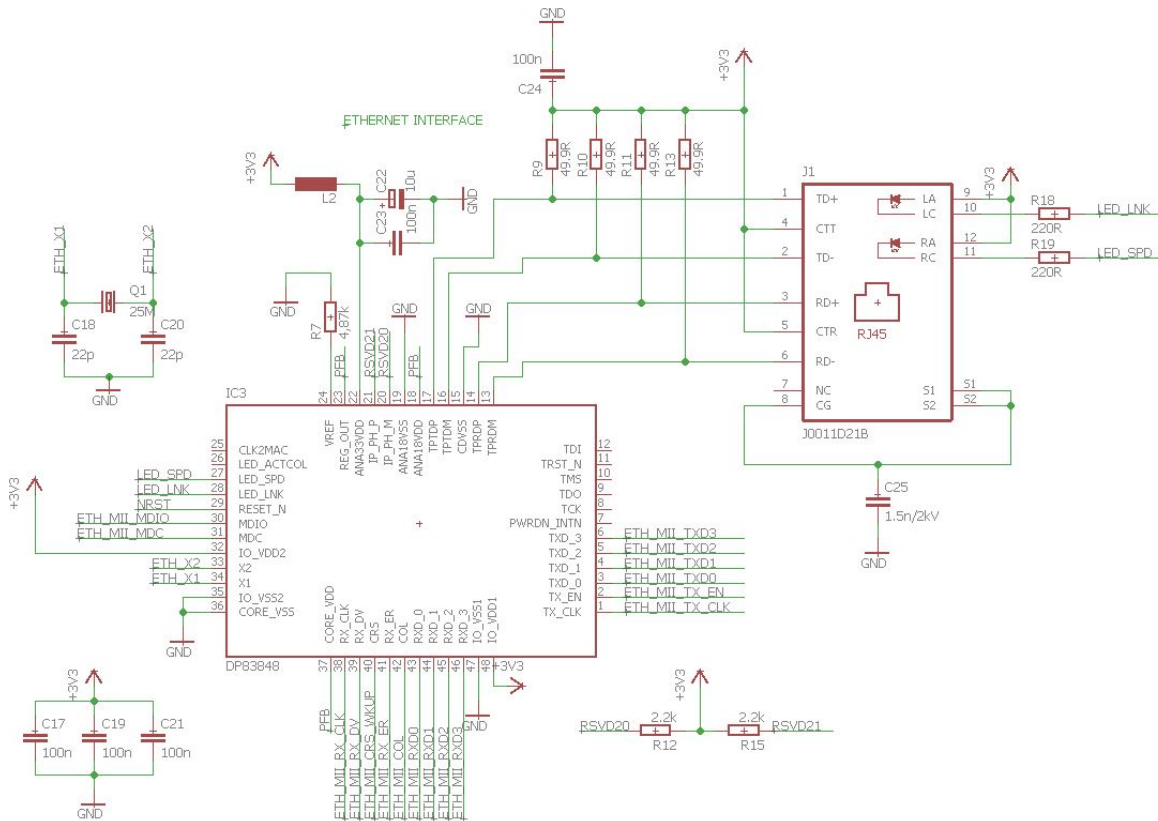 GND
100n
C24
+3V3
ETHERNET INTERFACE
+3V3
L2
C22
10u
C23
100n
GND
R9
49.9R
R10
49.9R
R11
49.9R
R13
49.9R
J1
1 TD+
4 CTT
2 TD-
3 RD+
5 CTR
6 RD-
7 NC
8 CG
LA 9
LC 10
RA 12
RC 11
RJ45
S1 S1
S2 S2
J0011D21B
+3V3
R18
220R
LED_LNK
R19
220R
LED_SPD
ETH_X1
ETH_X2
Q1
25M
C18
22p
C20
22p
GND
GND
R7
4,87k
PFB
RSVD21
RSVD20
GND
PFB
GND
IC3
24 VREF
23 REG_OUT
22 ANA33VDD
21 IP_PH_P
20 IP_PH_M
19 ANA18VSS
18 ANA18VDD
17 TPTDP
16 TPTDM
15 CDVSS
14 TPRDP
13 TPRDM
+3V3
25 CLK2MAC
26 LED_ACTCOL
LED_SPD 27 LED_SPD
LED_LNK 28 LED_LNK
NRST 29 RESET_N
ETH_MII_MDIO 30 MDIO
ETH_MII_MDC 31 MDC
32 IO_VDD2
ETH_X2 33 X2
ETH_X1 34 X1
35 IO_VSS2
36 CORE_VSS
GND
TDI 12
TRST_N 11
TMS 10
TDO 9
TCK 8
PWRDN_INTN 7
TXD_3 6 ETH_MII_TXD3
TXD_2 5 ETH_MII_TXD2
TXD_1 4 ETH_MII_TXD1
TXD_0 3 ETH_MII_TXD0
TX_EN 2 ETH_MII_TX_EN
TX_CLK 1 ETH_MII_TX_CLK
C25
1.5n/2kV
GND
CORE_VDD 37 PFB
RX_CLK 38 ETH_MII_RX_CLK
RX_DV 39 ETH_MII_RX_DV
CRS 40 ETH_MII_CRS_WKUP
RX_ER 41 ETH_MII_RX_ER
COL 42 ETH_MII_COL
RXD_0 43 ETH_MII_RXD0
RXD_1 44 ETH_MII_RXD1
RXD_2 45 ETH_MII_RXD2
RXD_3 46 ETH_MII_RXD3
IO_VSS1 47 GND
IO_VDD1 48 +3V3
DP83848
+3V3
C17
100n
C19
100n
C21
100n
GND
+3V3
RSVD20
2.2k
R12
2.2k
R15
RSVD21